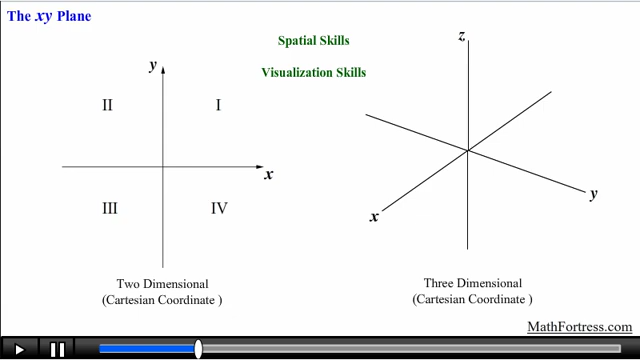 The xy Plane
Spatial Skills
Visualization Skills
y
II
I
x
III
IV
Two Dimensional
(Cartesian Coordinate )
z
y
x
Three Dimensional
(Cartesian Coordinate )
MathFortress.com